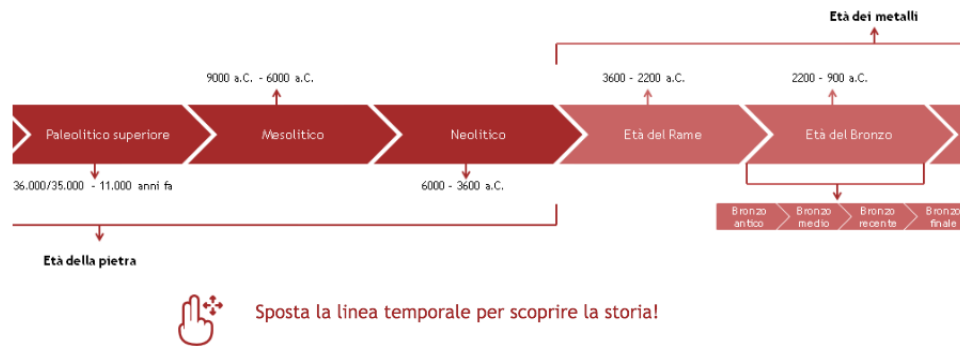 Età dei metalli
9000 a.C. - 6000 a.C.
3600 - 2200 a.C.
2200 - 900 a.C.
Paleolitico superiore
Mesolitico
Neolitico
Età del Rame
Età del Bronzo
36.000/35.000 - 11.000 anni fa
6000 - 3600 a.C.
Bronzo
antico
Bronzo
medio
Bronzo
recente
Bronzo
finale
Età della pietra
Sposta la linea temporale per scoprire la storia!